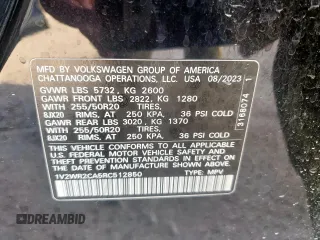 MFD BY VOLKSWAGEN GROUP OF AMERICA
CHATTANOOGA OPERATIONS, LLC. USA 08/2023
GVWR LBS 5732, KG 2600
GAWR FRONT LBS 2822, KG 1280
WITH 255/50R20 TIRES,
8JX20 RIMS, AT 250 KPA, 36 PSI COLD
GAWR REAR LBS 3020, KG 1370
WITH 255/50R20 TIRES,
8JX20 RIMS, AT 250 KPA, 36 PSI COLD
THIS VEHICLE CONFORMS TO ALL APPLICABLE
FEDERAL MOTOR VEHICLE SAFETY AND
THEFT PREVENTION STANDARDS IN EFFECT ON
THE DATE OF MANUFACTURE SHOWN ABOVE
1V2WR2CA5RC512850 TYPE: MPV
3168074 1